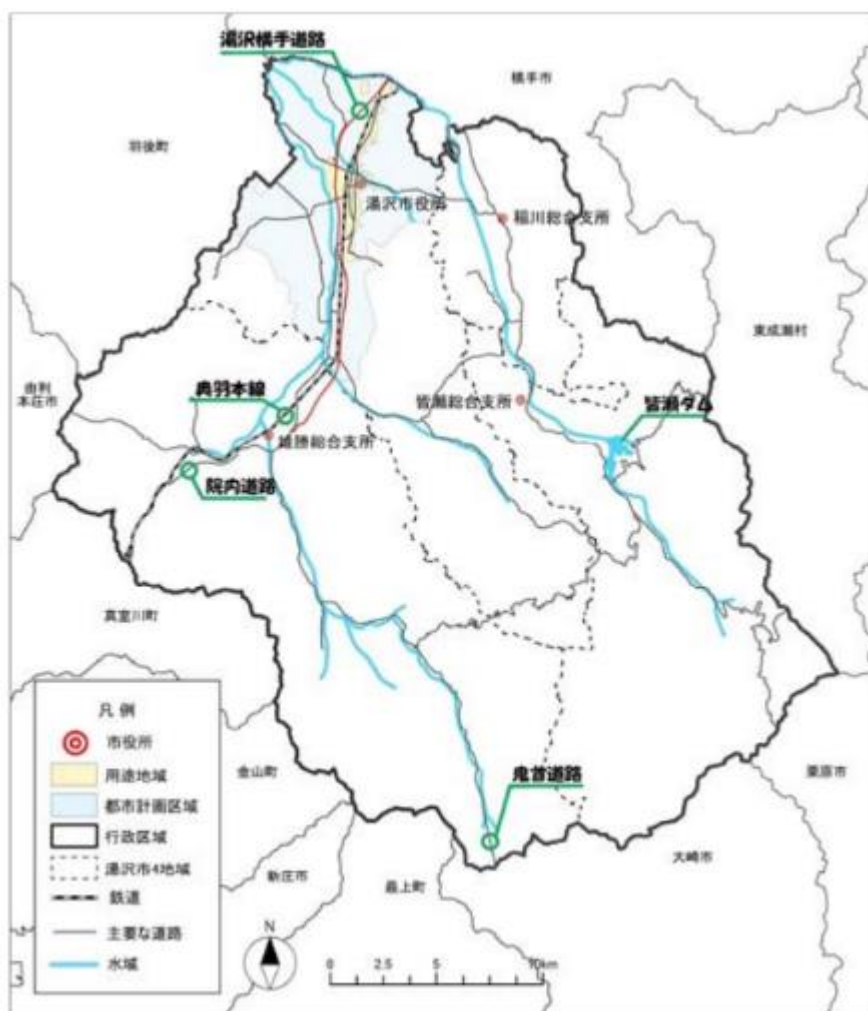 湯沢横手道路
横手市
羽後町
湯沢市役所
稲川総合支所
東成瀬村
由利
本荘市
奥羽本線
皆瀬総合支所
皆瀬ダム
雄勝総合支所
院内道路
真室川町
凡例
市役所
用途地域
都市計画区域
行政区域
湯沢市4地域
鉄道
主要な道路
水域
金山町
鬼首道路
栗原市
大崎市
新庄市
最上町
N
0 2.5 5 10km